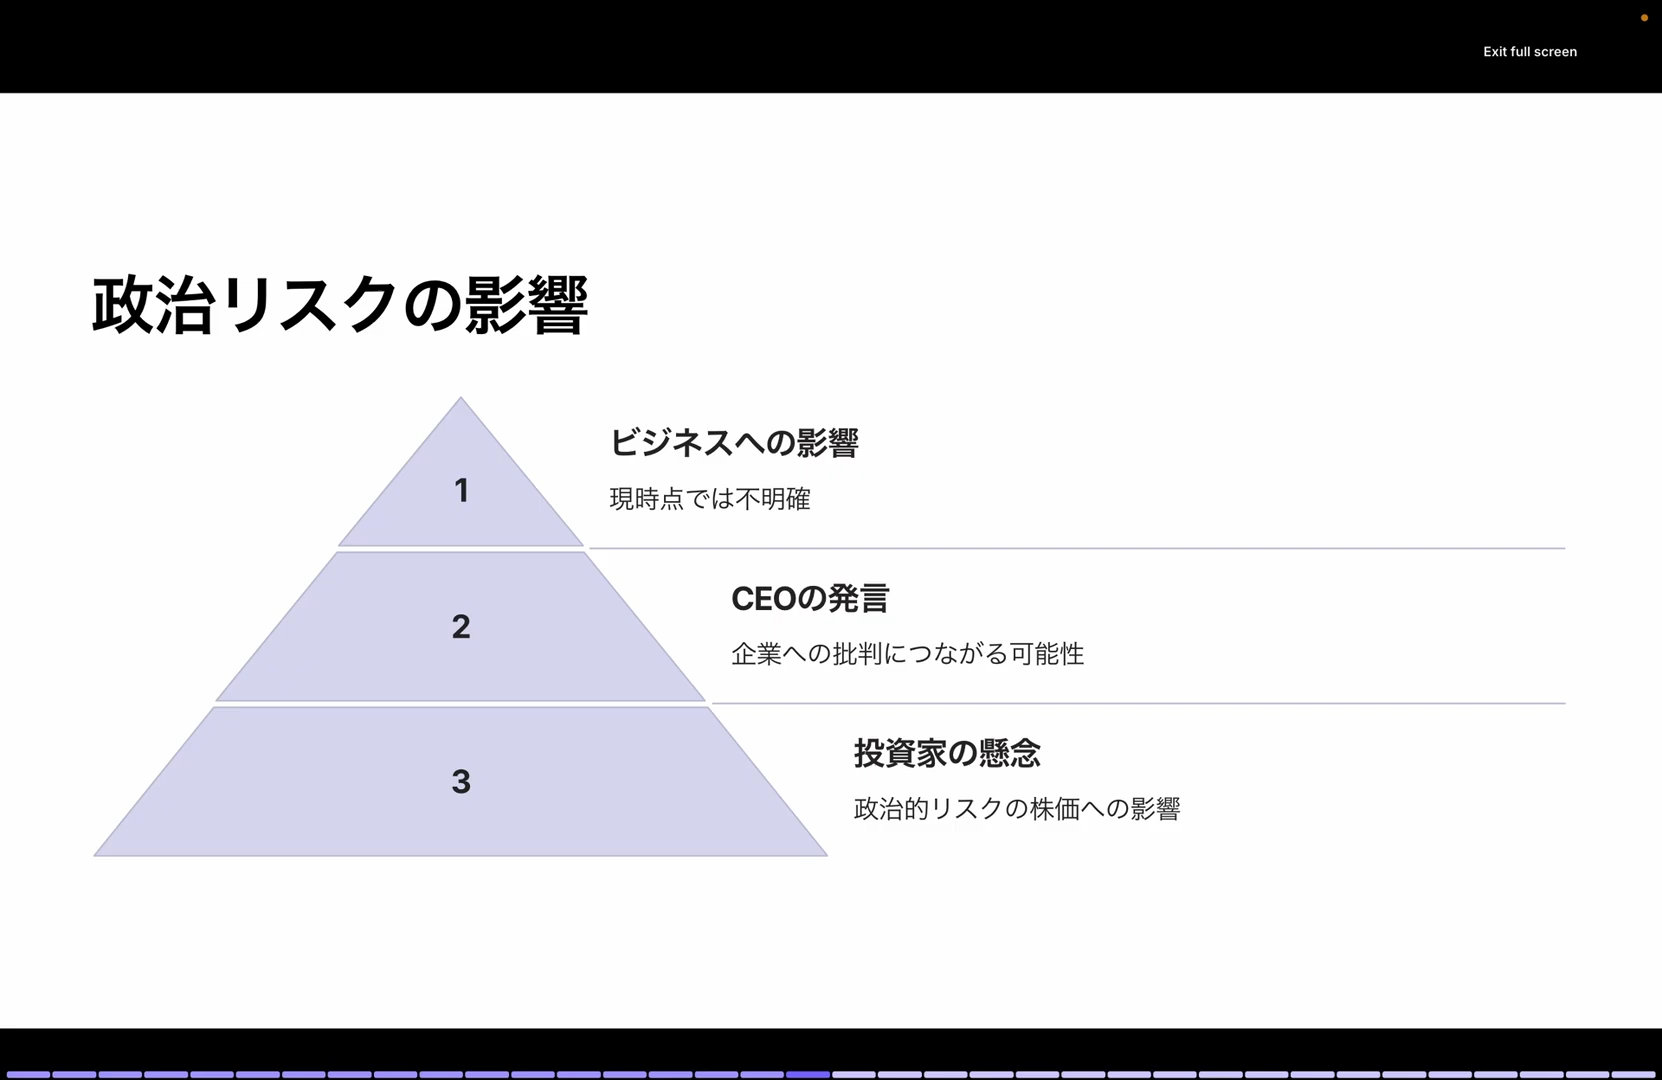 Exit full screen
政治リスクの影響
1
ビジネスへの影響
現時点では不明確
2
CEOの発言
企業への批判につながる可能性
3
投資家の懸念
政治的リスクの株価への影響